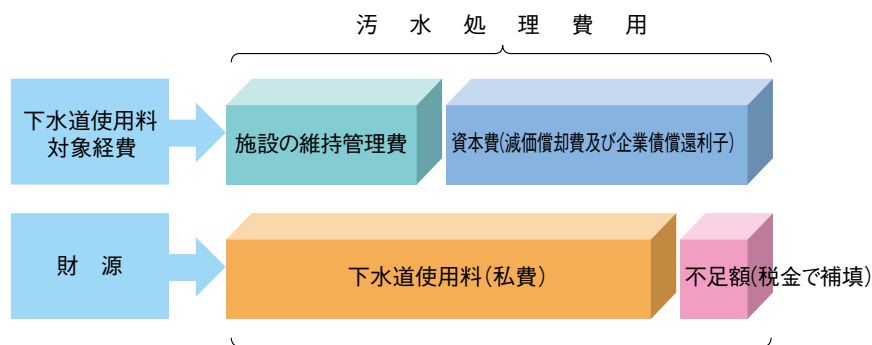 汚水処理費用
下水道使用料
対象経費
施設の維持管理費
資本費(減価償却費及び企業債償還利子)
財源
下水道使用料(私費)
不足額(税金で補填)